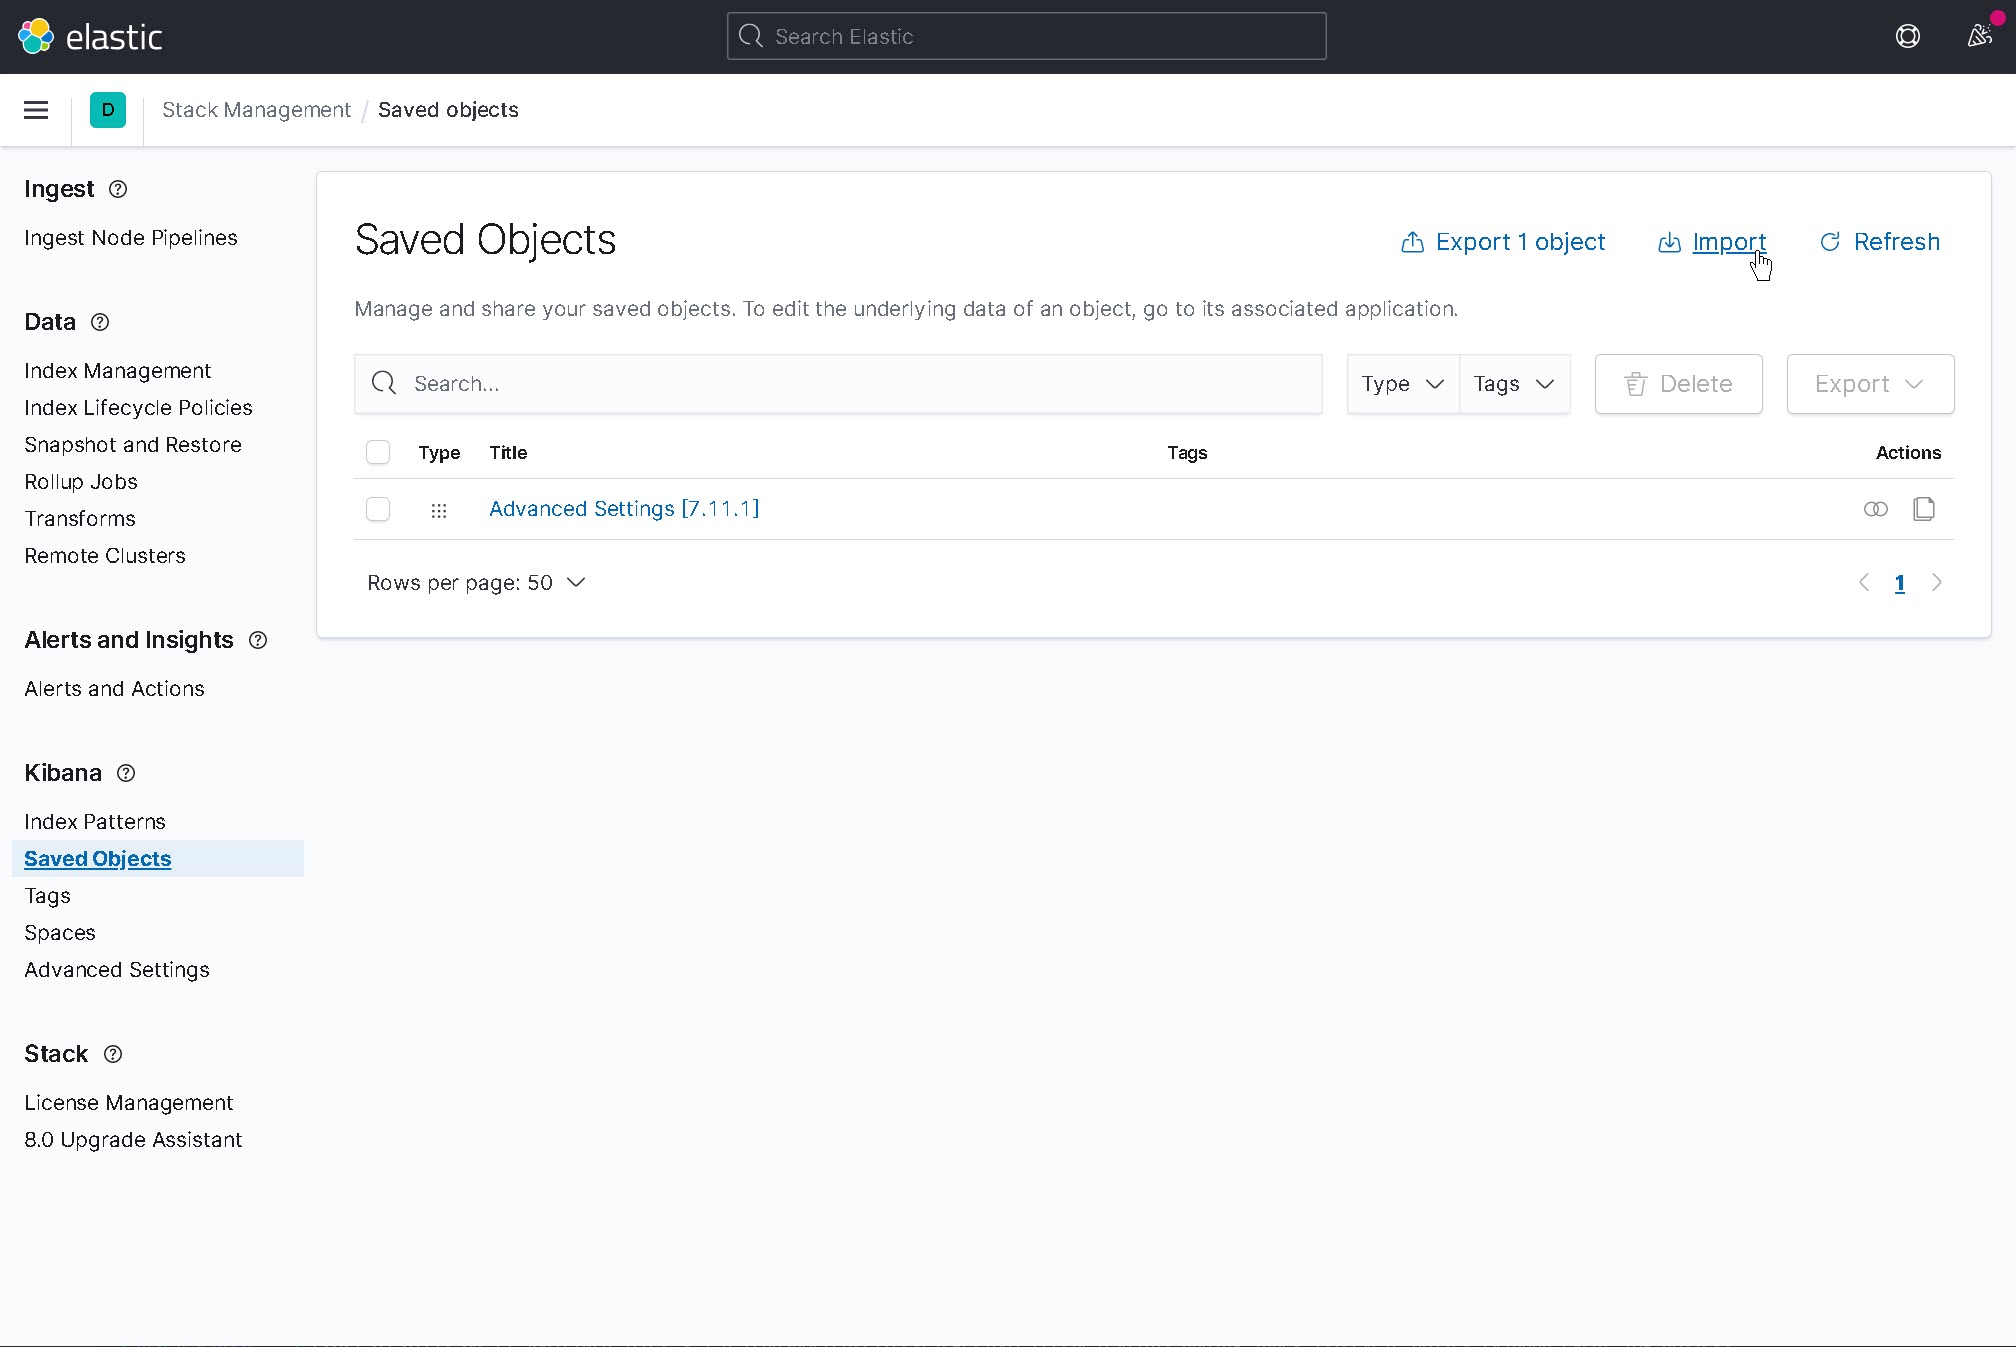 elastic
Search Elastic
D
Stack Management / Saved objects
Ingest
Ingest Node Pipelines
Data
Index Management
Index Lifecycle Policies
Snapshot and Restore
Rollup Jobs
Transforms
Remote Clusters
Alerts and Insights
Alerts and Actions
Kibana
Index Patterns
Saved Objects
Tags
Spaces
Advanced Settings
Stack
License Management
8.0 Upgrade Assistant
Saved Objects
Export 1 object
Import
Refresh
Manage and share your saved objects. To edit the underlying data of an object, go to its associated application.
Search...
Type
Tags
Delete
Export
Type Title Tags Actions
Advanced Settings [7.11.1]
Rows per page: 50
1